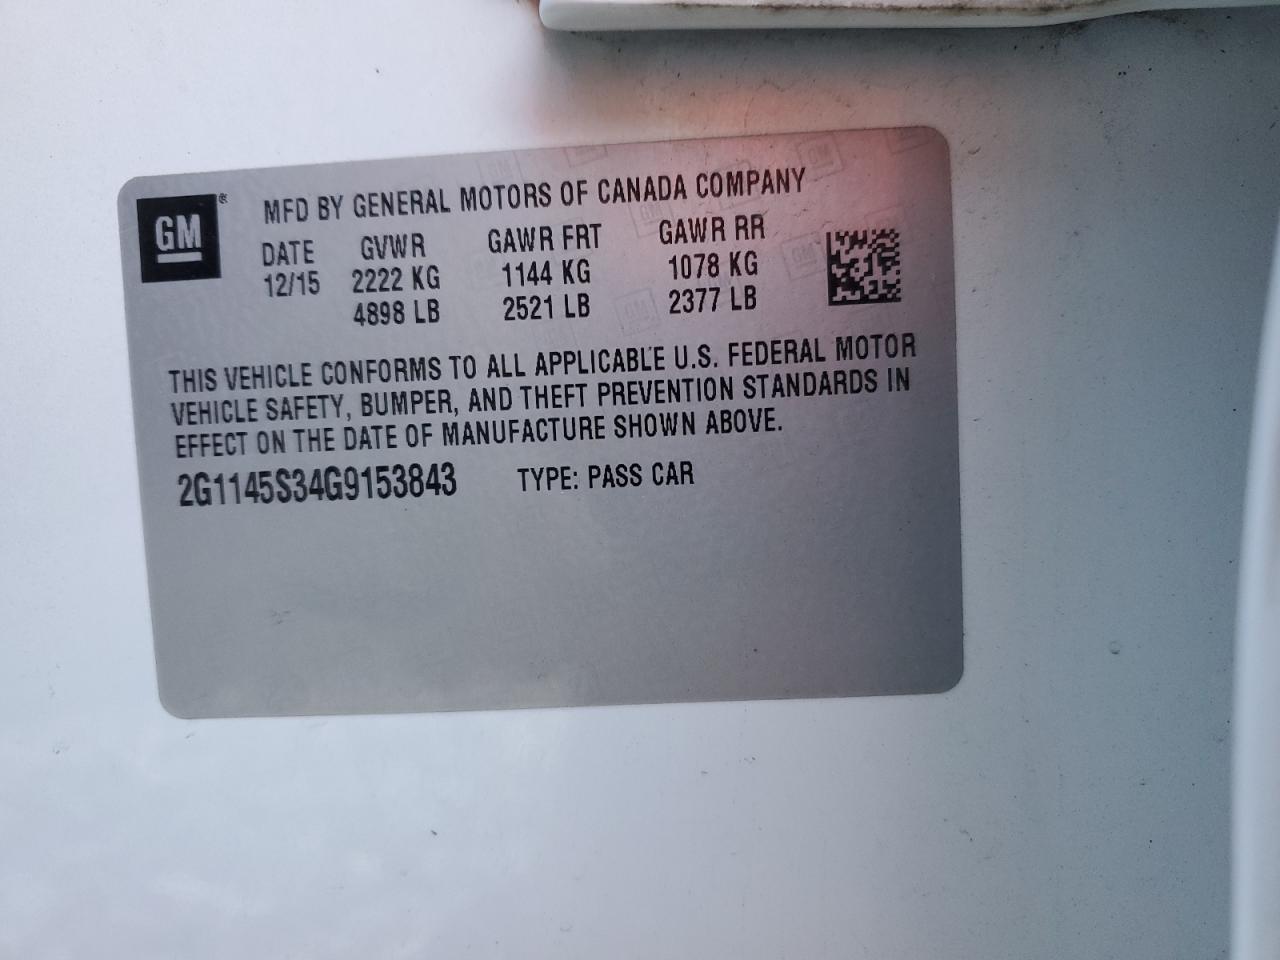 GM®
MFD BY GENERAL MOTORS OF CANADA COMPANY
DATE GVWR GAWR FRT GAWR RR
12/15 2222 KG 1144 KG 1078 KG
4898 LB 2521 LB 2377 LB
THIS VEHICLE CONFORMS TO ALL APPLICABLE U.S. FEDERAL MOTOR
VEHICLE SAFETY, BUMPER, AND THEFT PREVENTION STANDARDS IN
EFFECT ON THE DATE OF MANUFACTURE SHOWN ABOVE.
2G1145S34G9153843 TYPE: PASS CAR